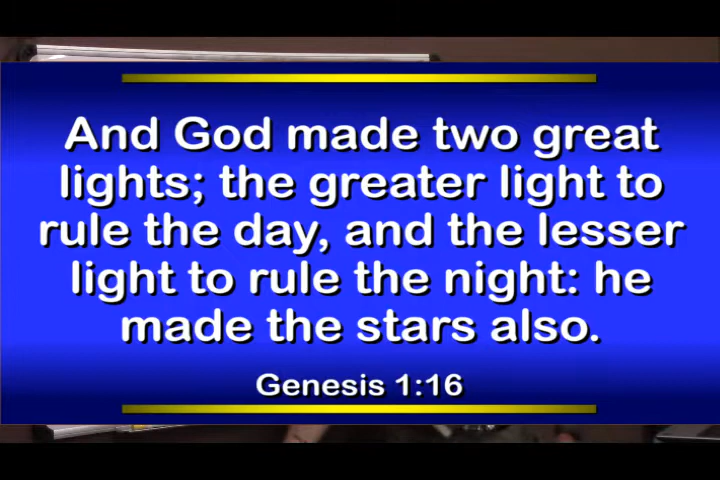 And God made two great
lights; the greater light to
rule the day, and the lesser
light to rule the night: he
made the stars also.
Genesis 1:16